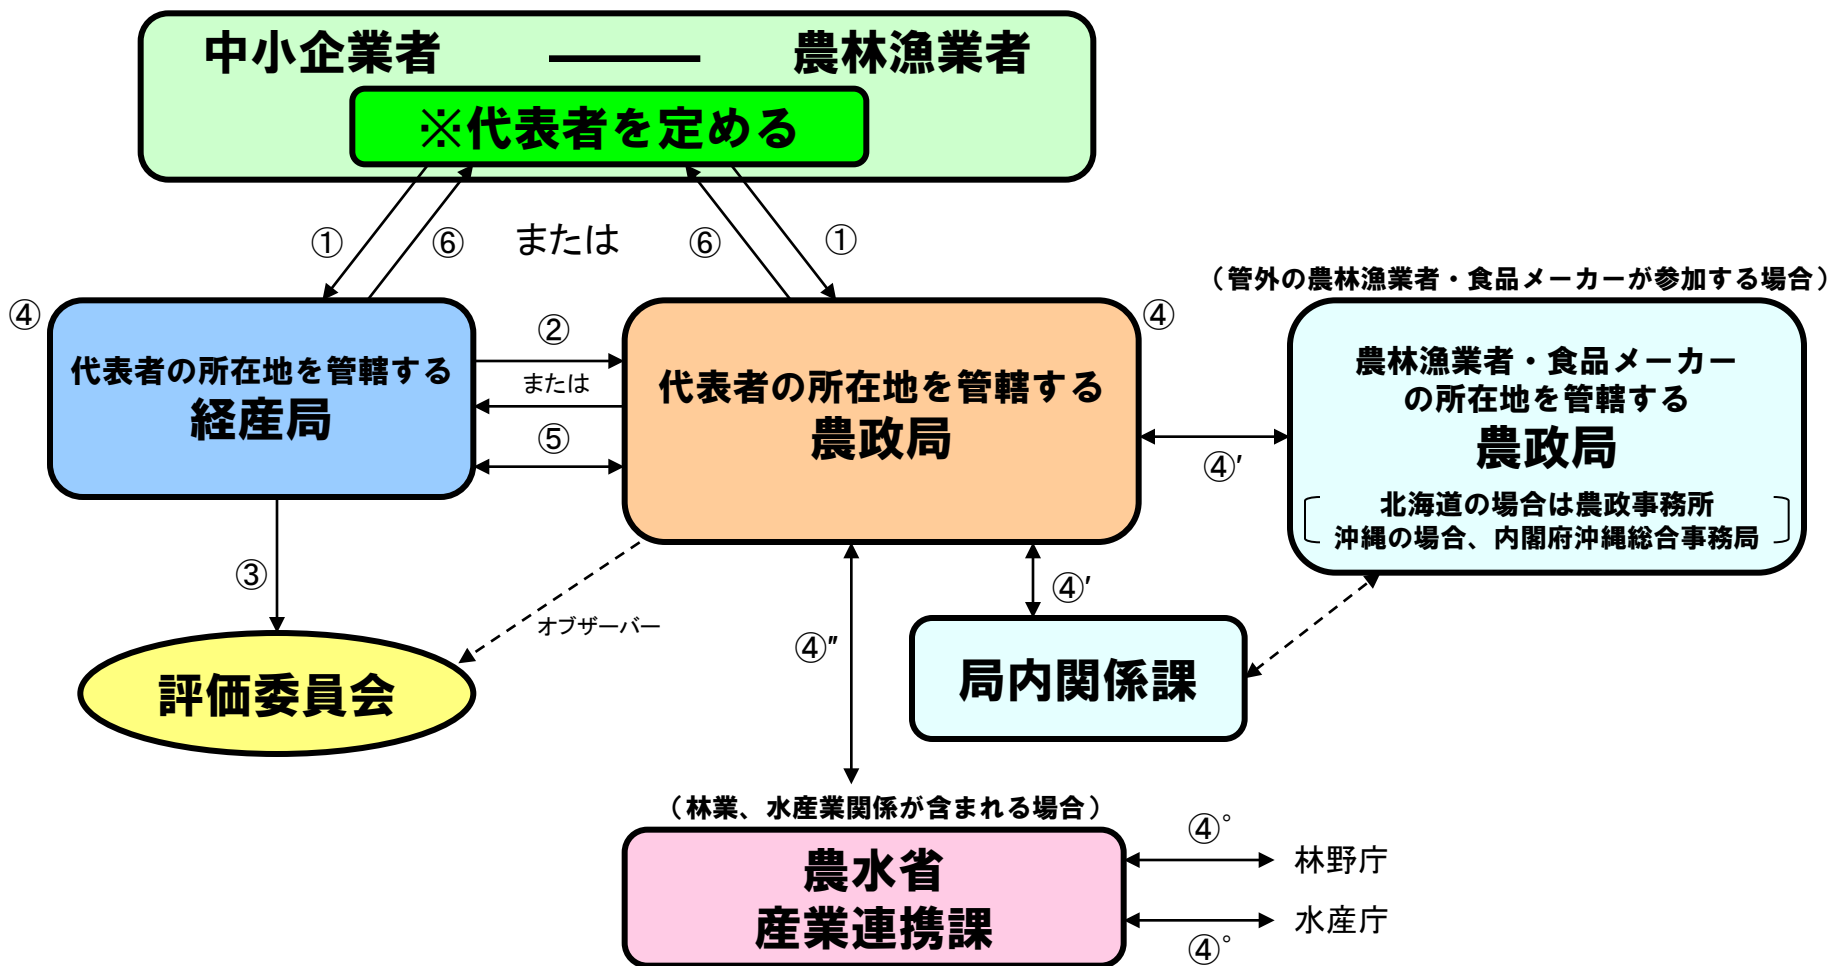 中小企業者 ―― 農林漁業者
※代表者を定める
①
⑥
または
⑥
①
(管外の農林漁業者・食品メーカーが参加する場合)
④
代表者の所在地を管轄する
経産局
②
または
⑤
代表者の所在地を管轄する
農政局
④
④′
農林漁業者・食品メーカー
の所在地を管轄する
農政局
北海道の場合は農政事務所
沖縄の場合、内閣府沖縄総合事務局
③
オブザーバー
④″
④′
評価委員会
局内関係課
(林業、水産業関係が含まれる場合)
農水省
産業連携課
④°
林野庁
水産庁
④°